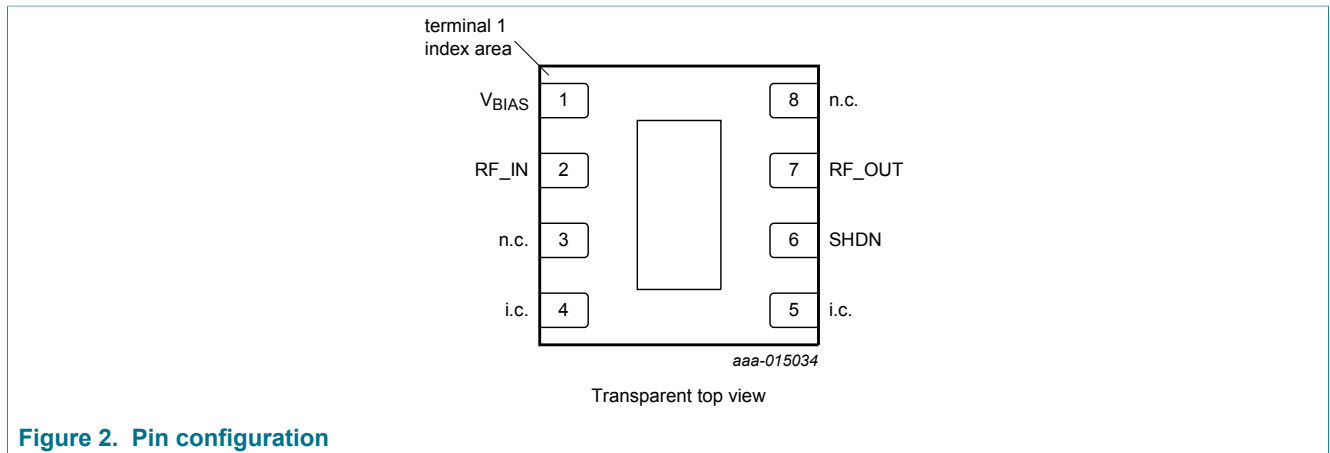 terminal 1
index area
VBIAS 1 8 n.c.
RF_IN 2 7 RF_OUT
n.c. 3 6 SHDN
i.c. 4 5 i.c.
aaa-015034
Transparent top view
Figure 2. Pin configuration